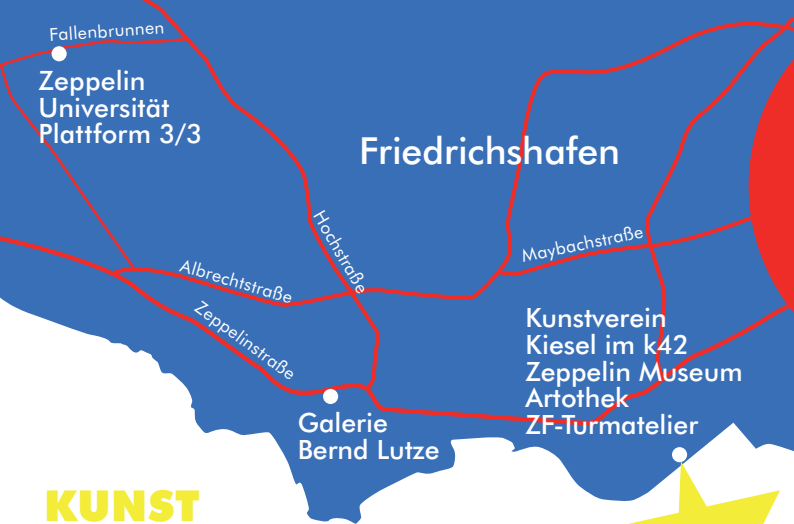 Fallenbrunnen
Zeppelin
Universität
Plattform 3/3
Friedrichshafen
Hochstraße
Maybachstraße
Albrechtstraße
Zeppelinstraße
Kunstverein
Kiesel im k42
Zeppelin Museum
Artothek
ZF-Turmatelier
Galerie
Bernd Lutze
KUNST